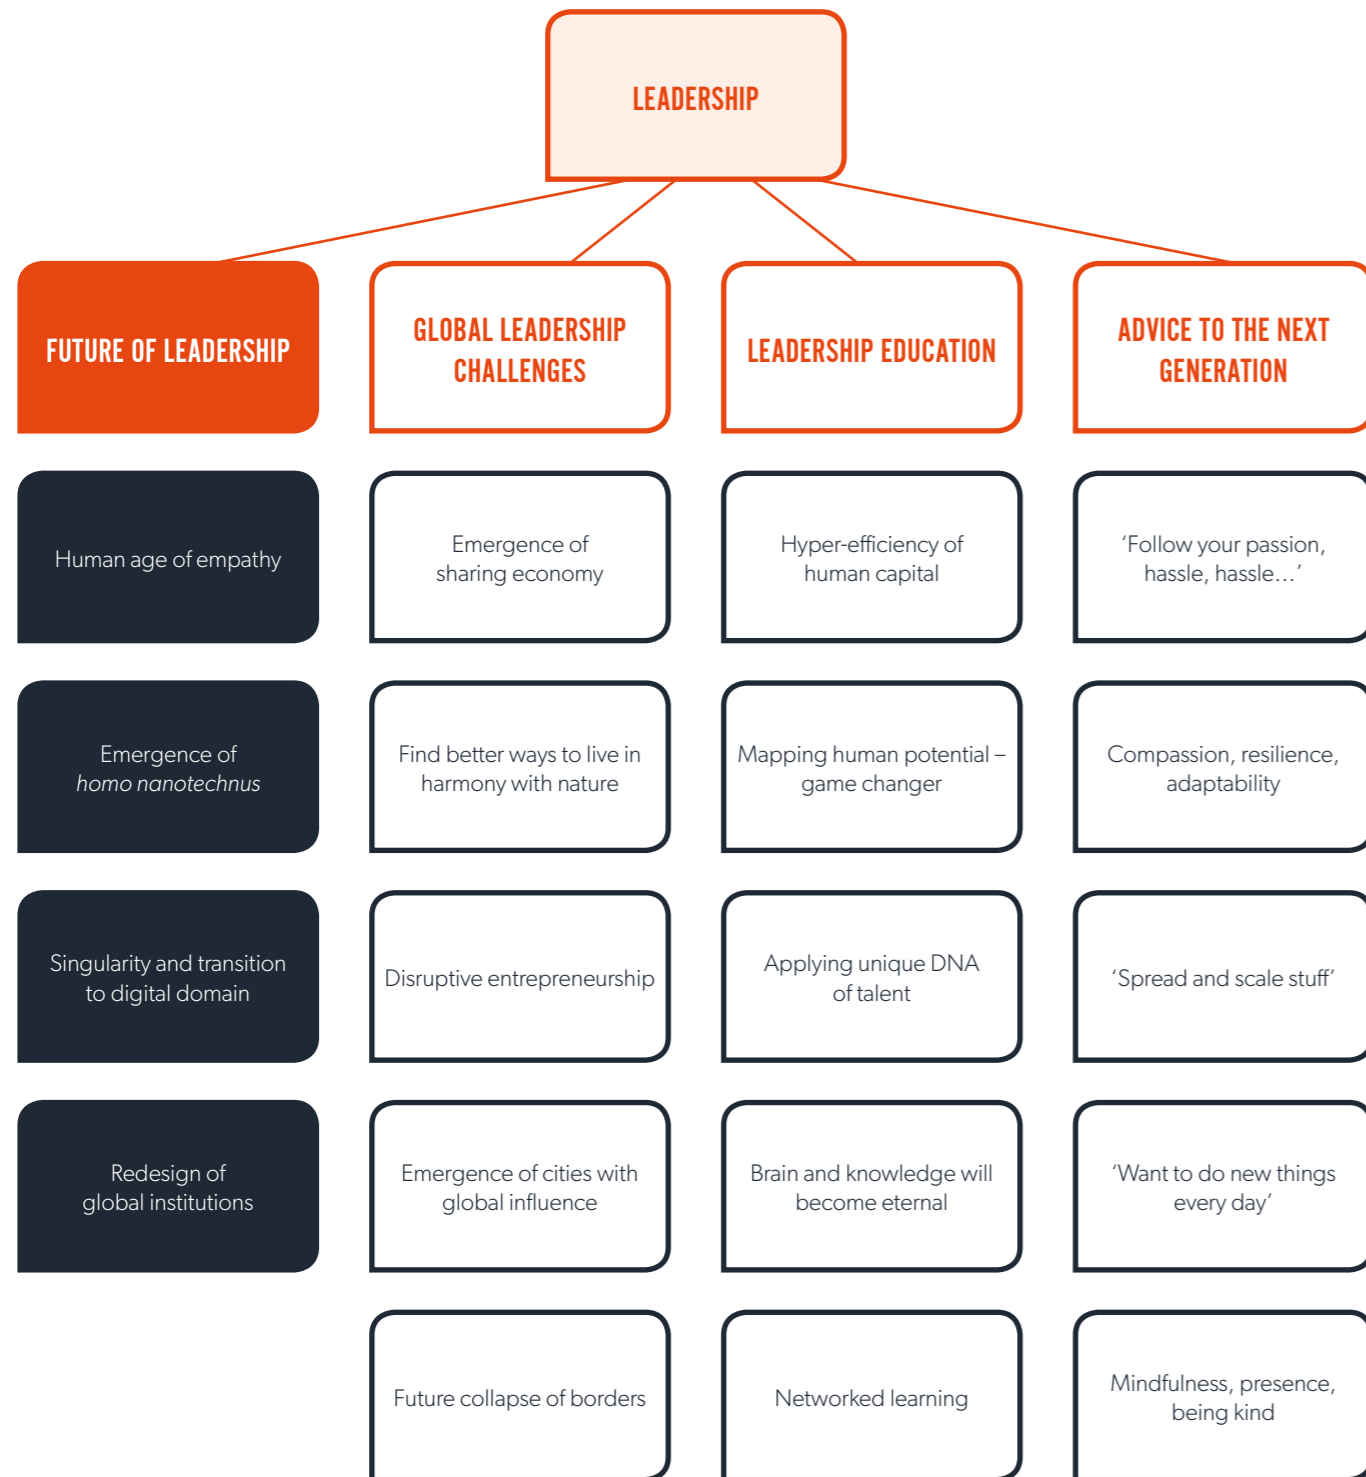 LEADERSHIP
FUTURE OF LEADERSHIP
GLOBAL LEADERSHIP
CHALLENGES
LEADERSHIP EDUCATION
ADVICE TO THE NEXT
GENERATION
Human age of empathy
Emergence of
sharing economy
Hyper-efficiency of
human capital
‘Follow your passion,
hassle, hassle…’
Emergence of
homo nanotechnus
Find better ways to live in
harmony with nature
Mapping human potential –
game changer
Compassion, resilience,
adaptability
Singularity and transition
to digital domain
Disruptive entrepreneurship
Applying unique DNA
of talent
‘Spread and scale stuff’
Redesign of
global institutions
Emergence of cities with
global influence
Brain and knowledge will
become eternal
‘Want to do new things
every day’
Future collapse of borders
Networked learning
Mindfulness, presence,
being kind